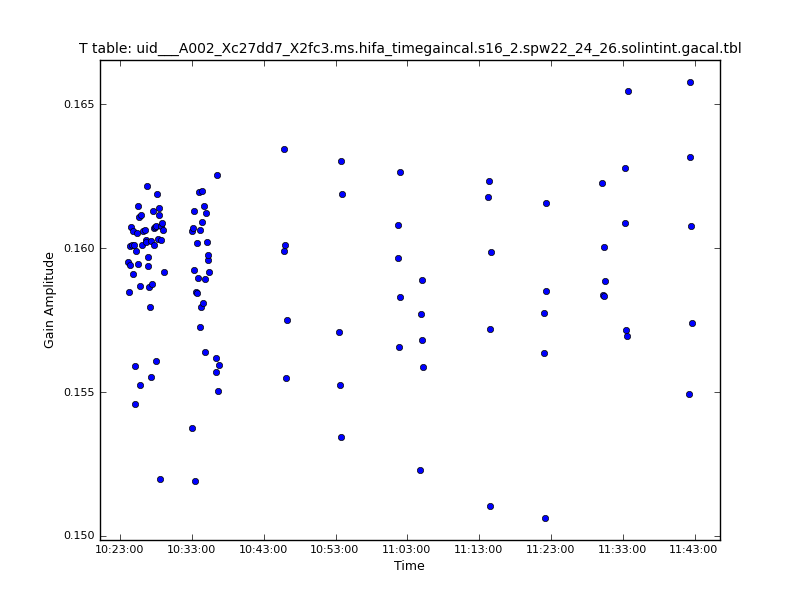 T table: uid___A002_Xc27dd7_X2fc3.ms.hifa_timegaincal.s16_2.spw22_24_26.solintint.gacal.tbl
0.165
0.160
0.155
0.150
Gain Amplitude
10:23:00 10:33:00 10:43:00 10:53:00 11:03:00 11:13:00 11:23:00 11:33:00 11:43:00
Time